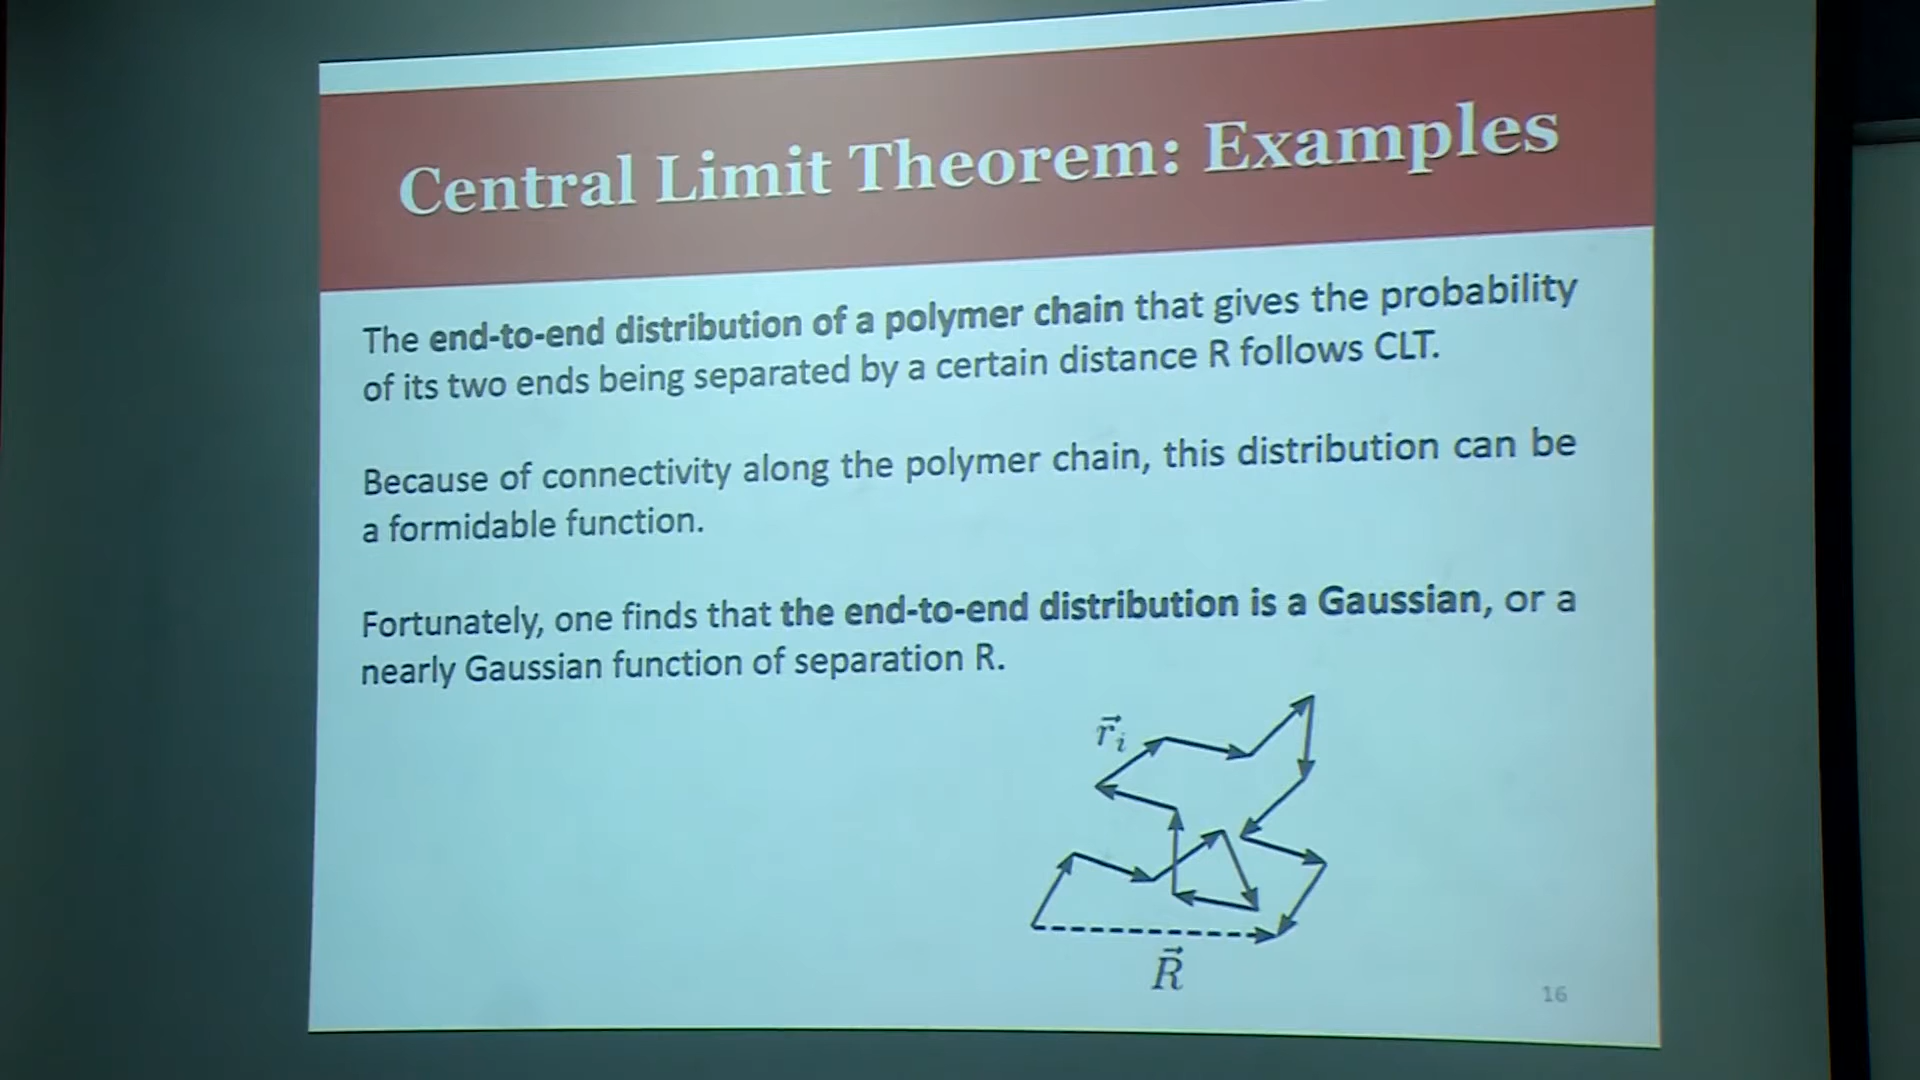 Central Limit Theorem: Examples
The end-to-end distribution of a polymer chain that gives the probability
of its two ends being separated by a certain distance R follows CLT.
Because of connectivity along the polymer chain, this distribution can be
a formidable function.
Fortunately, one finds that the end-to-end distribution is a Gaussian, or a
nearly Gaussian function of separation R.
r⃗ᵢ
R⃗
16